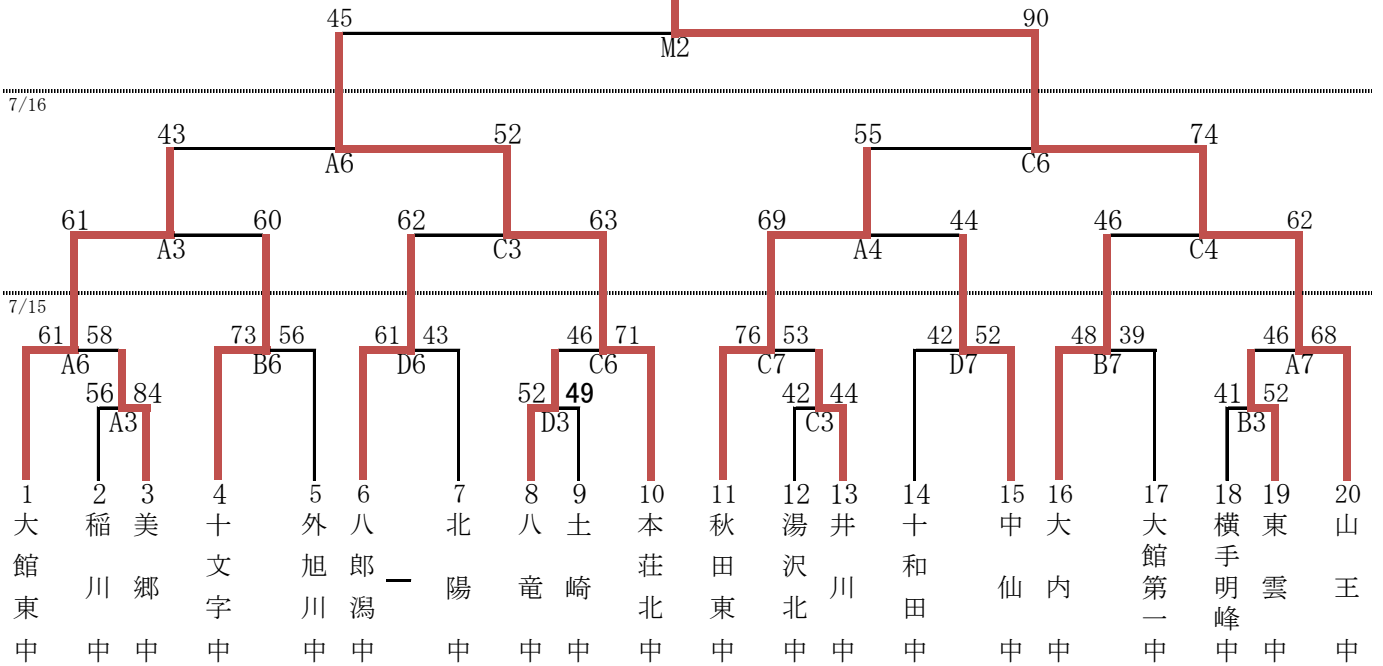 45 90
M2
7/16
43 52 55 74
A6 C6
61 60 62 63 69 44 46 62
A3 C3 A4 C4
7/15
61 58 73 56 61 43 46 71 76 53 42 52 48 39 46 68
A6 B6 D6 C6 C7 D7 B7 A7
56 84 52 49 42 44 41 52
A3 D3 C3 B3
1 2 3 4 5 6 7 8 9 10 11 12 13 14 15 16 17 18 19 20
大館東中
稲川中
美郷中
十文字中
外旭川中
八郎潟中
北陽中
八竜中
土崎中
本荘北中
秋田東中
湯沢北中
井川中
十和田中
中仙中
大内中
大館第一中
横手明峰中
東雲中
山王中